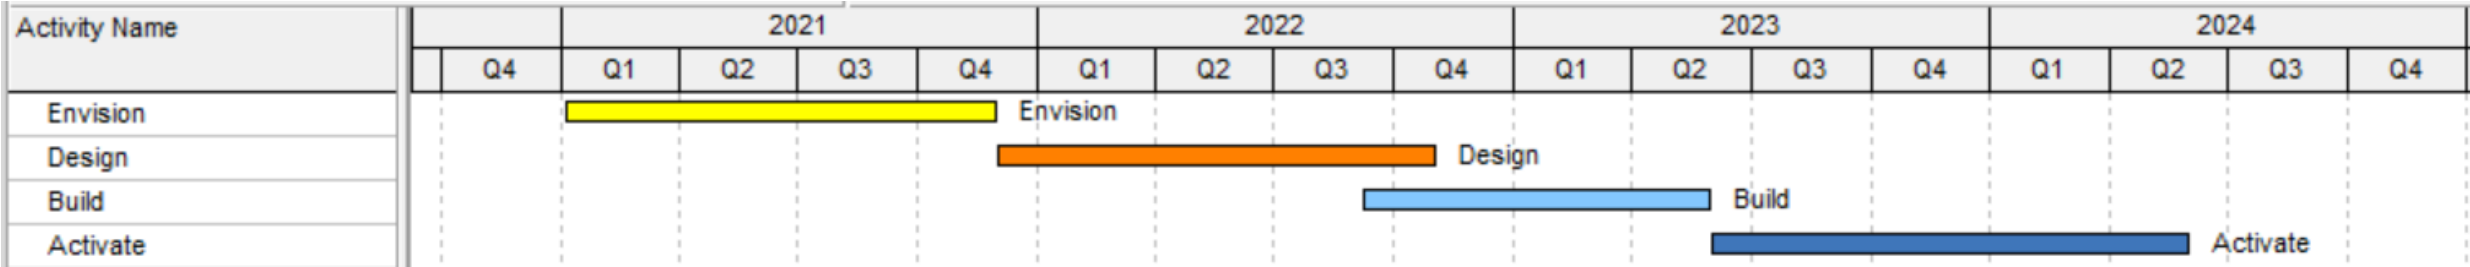 Activity Name 2021 2022 2023 2024
Q4 Q1 Q2 Q3 Q4 Q1 Q2 Q3 Q4 Q1 Q2 Q3 Q4 Q1 Q2 Q3 Q4
Envision Envision
Design Design
Build Build
Activate Activate